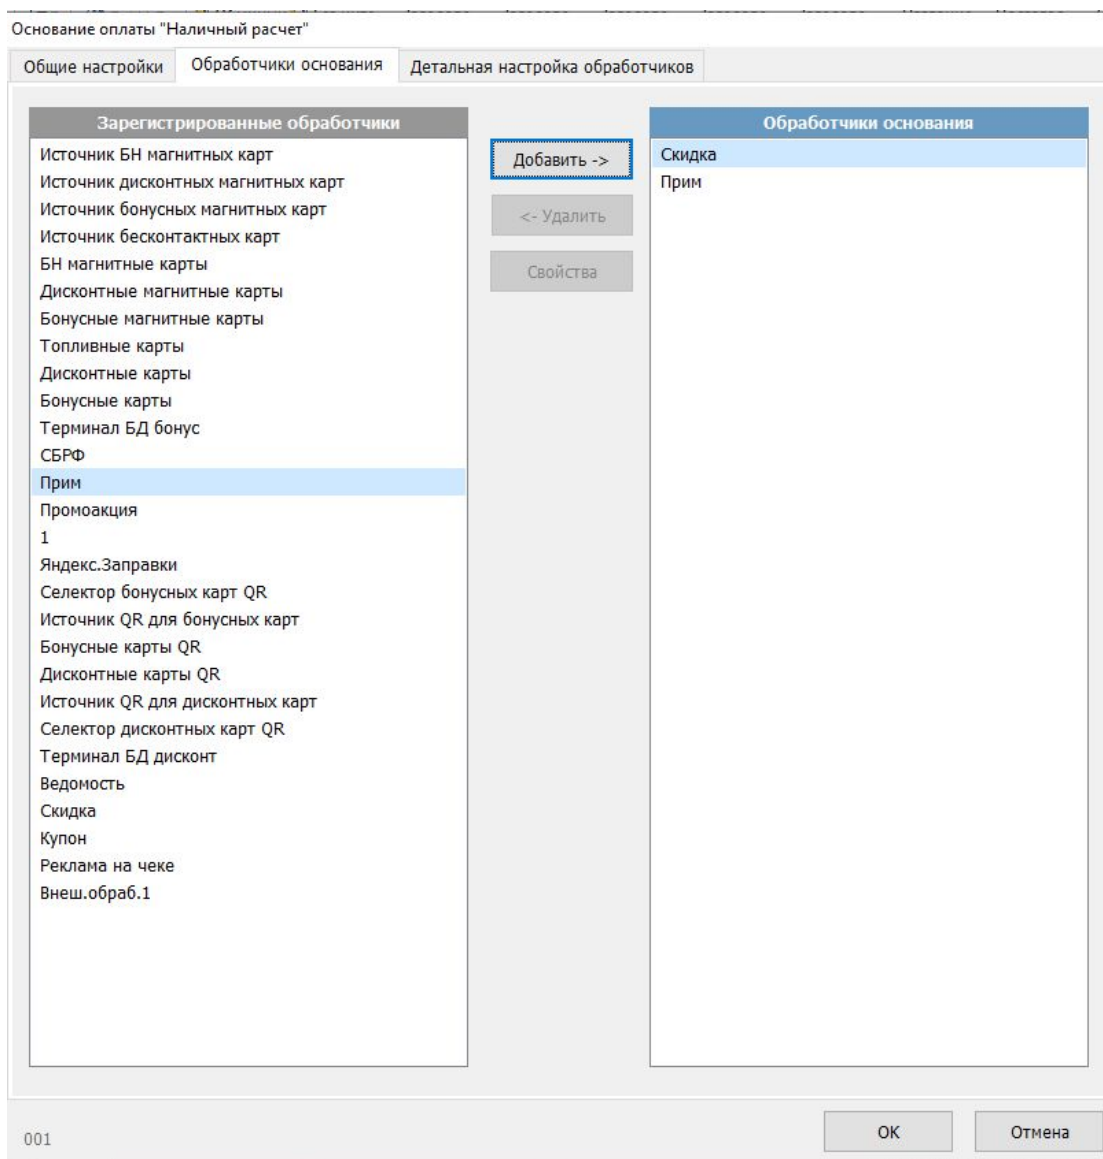 Основание оплаты "Наличный расчет"
Общие настройки
Обработчики основания
Детальная настройка обработчиков
Зарегистрированные обработчики
Источник БН магнитных карт
Источник дисконтных магнитных карт
Источник бонусных магнитных карт
Источник бесконтактных карт
БН магнитные карты
Дисконтные магнитные карты
Бонусные магнитные карты
Топливные карты
Дисконтные карты
Бонусные карты
Терминал БД бонус
СБРФ
Прим
Промоакция
1
Яндекс.Заправки
Селектор бонусных карт QR
Источник QR для бонусных карт
Бонусные карты QR
Дисконтные карты QR
Источник QR для дисконтных карт
Селектор дисконтных карт QR
Терминал БД дисконт
Ведомость
Скидка
Купон
Реклама на чеке
Внеш.обраб.1
Добавить ->
<- Удалить
Свойства
Обработчики основания
Скидка
Прим
001
ОК
Отмена